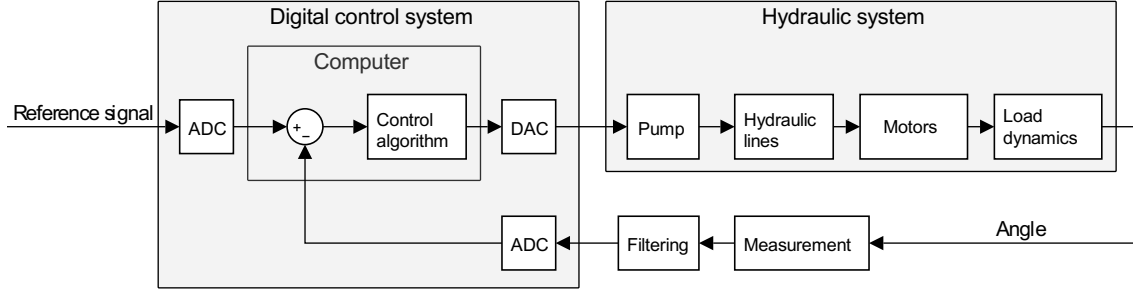 Digital control system
Hydraulic system
Computer
Reference signal
ADC
+
−
Control
algorithm
DAC
Pump
Hydraulic
lines
Motors
Load
dynamics
ADC
Filtering
Measurement
Angle